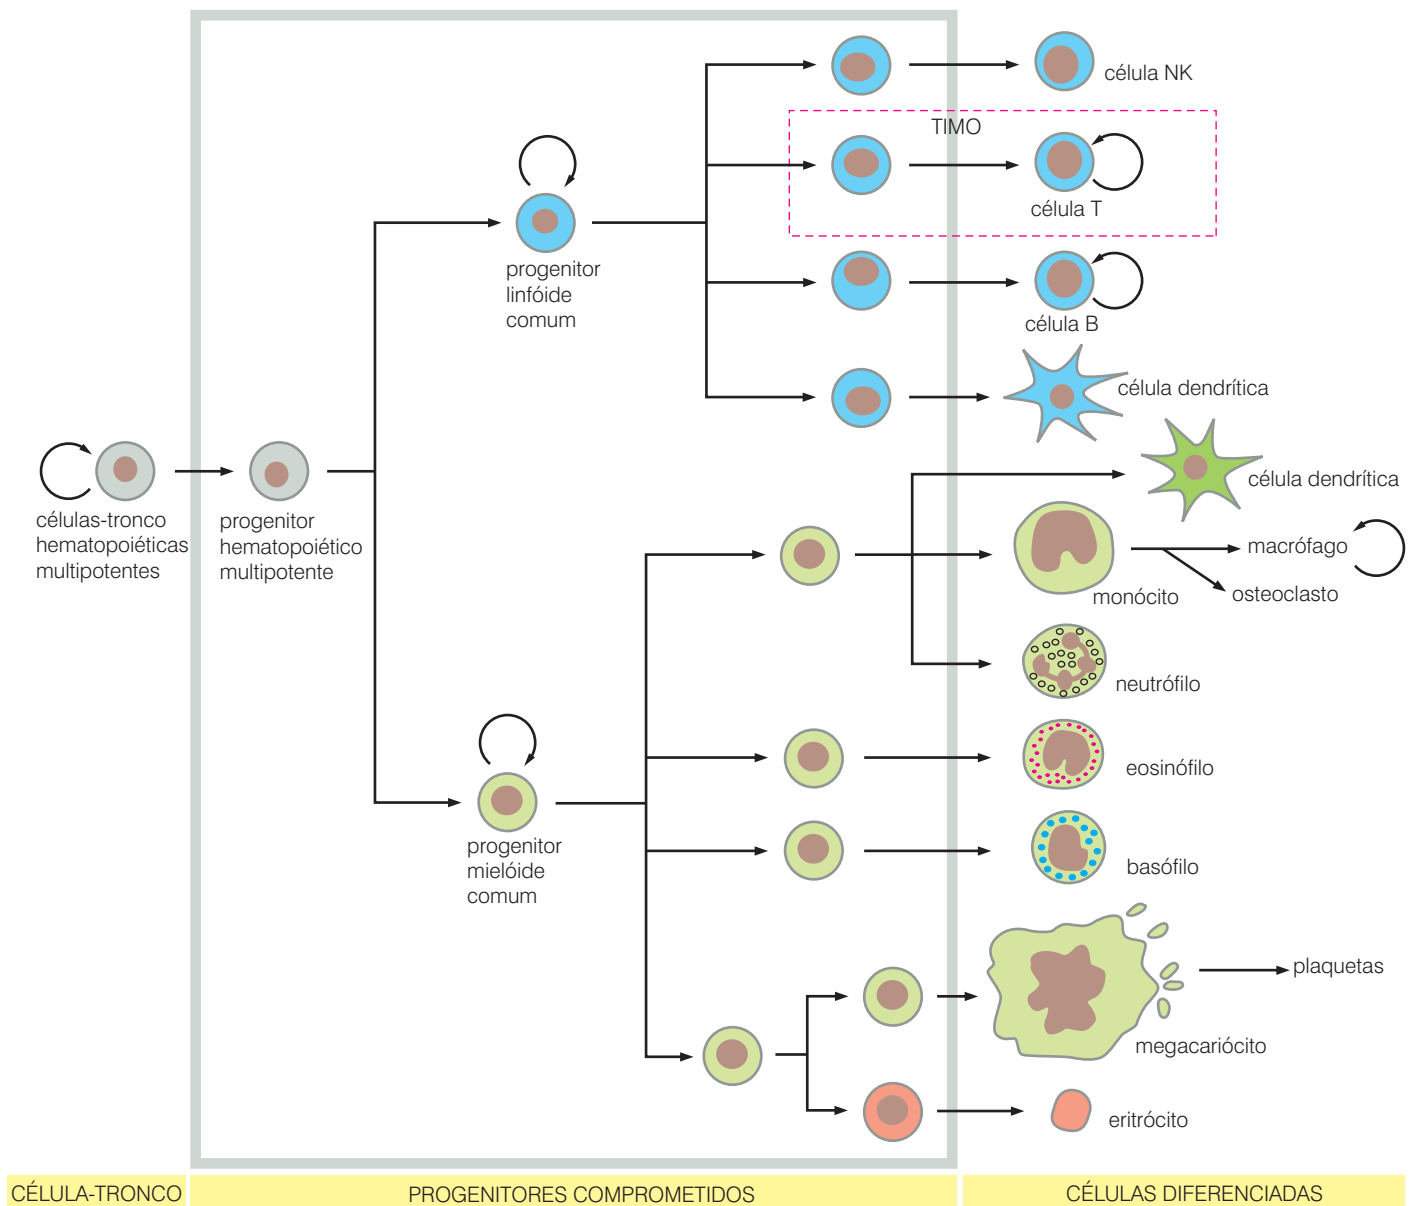 célula NK
TIMO
célula T
progenitor
linfóide
comum
célula B
célula dendrítica
célula dendrítica
células-tronco
hematopoiéticas
multipotentes
progenitor
hematopoiético
multipotente
macrófago
monócito
osteoclasto
neutrófilo
eosinófilo
progenitor
mielóide
comum
basófilo
plaquetas
megacariócito
eritrócito
CÉLULA-TRONCO
PROGENITORES COMPROMETIDOS
CÉLULAS DIFERENCIADAS